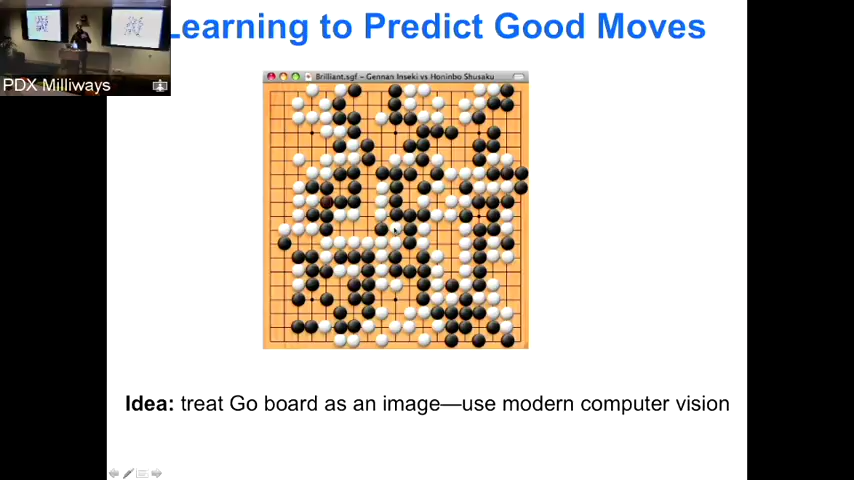 Learning to Predict Good Moves
PDX Milliways
Brilliant.sgf - Gennan Inseki vs Honinbo Shusaku
Idea: treat Go board as an image—use modern computer vision